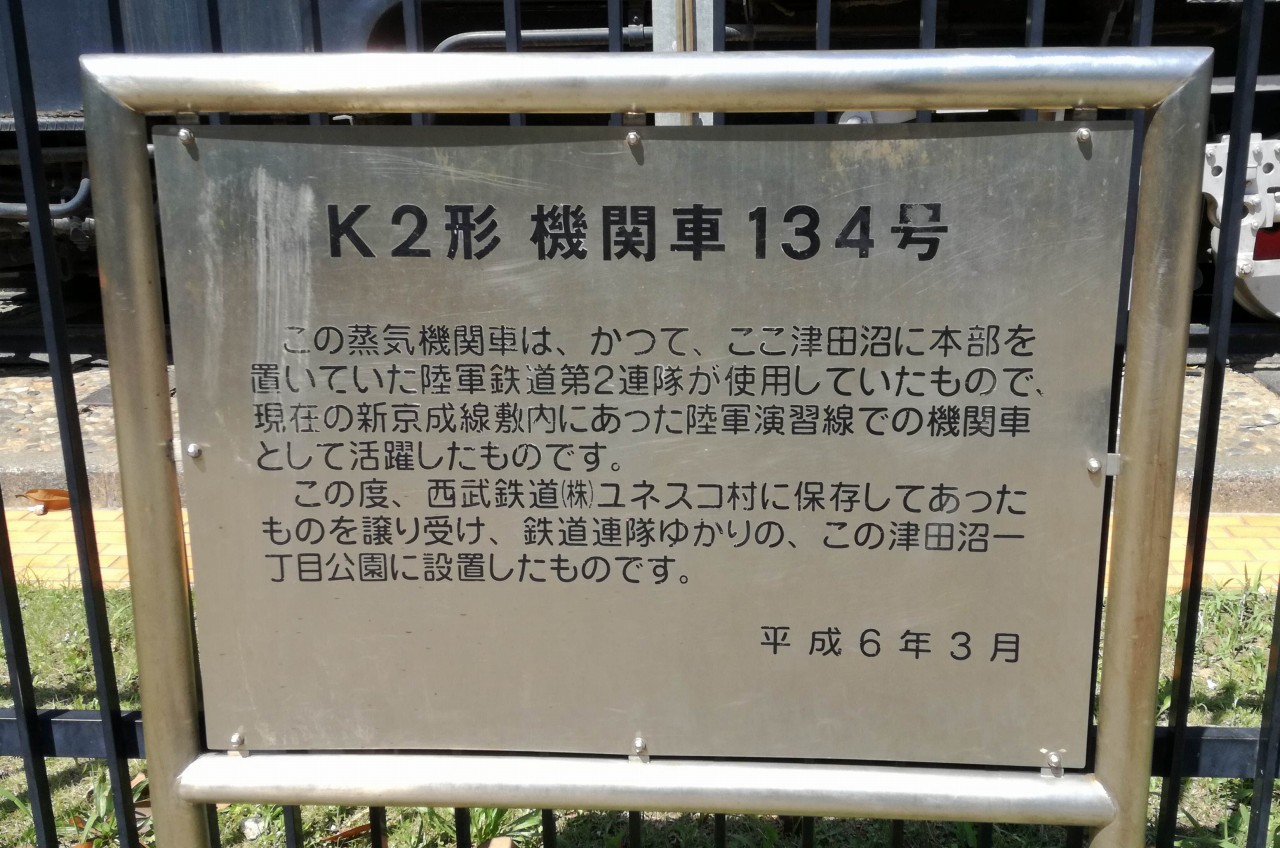 K2形 機関車134号
この蒸気機関車は、かつて、ここ津田沼に本部を
置いていた陸軍鉄道第2連隊が使用していたもので、
現在の新京成線敷内にあった陸軍演習線での機関車
として活躍したものです。
この度、西武鉄道㈱ユネスコ村に保存してあった
ものを譲り受け、鉄道連隊ゆかりの、この津田沼一
丁目公園に設置したものです。
平成6年3月